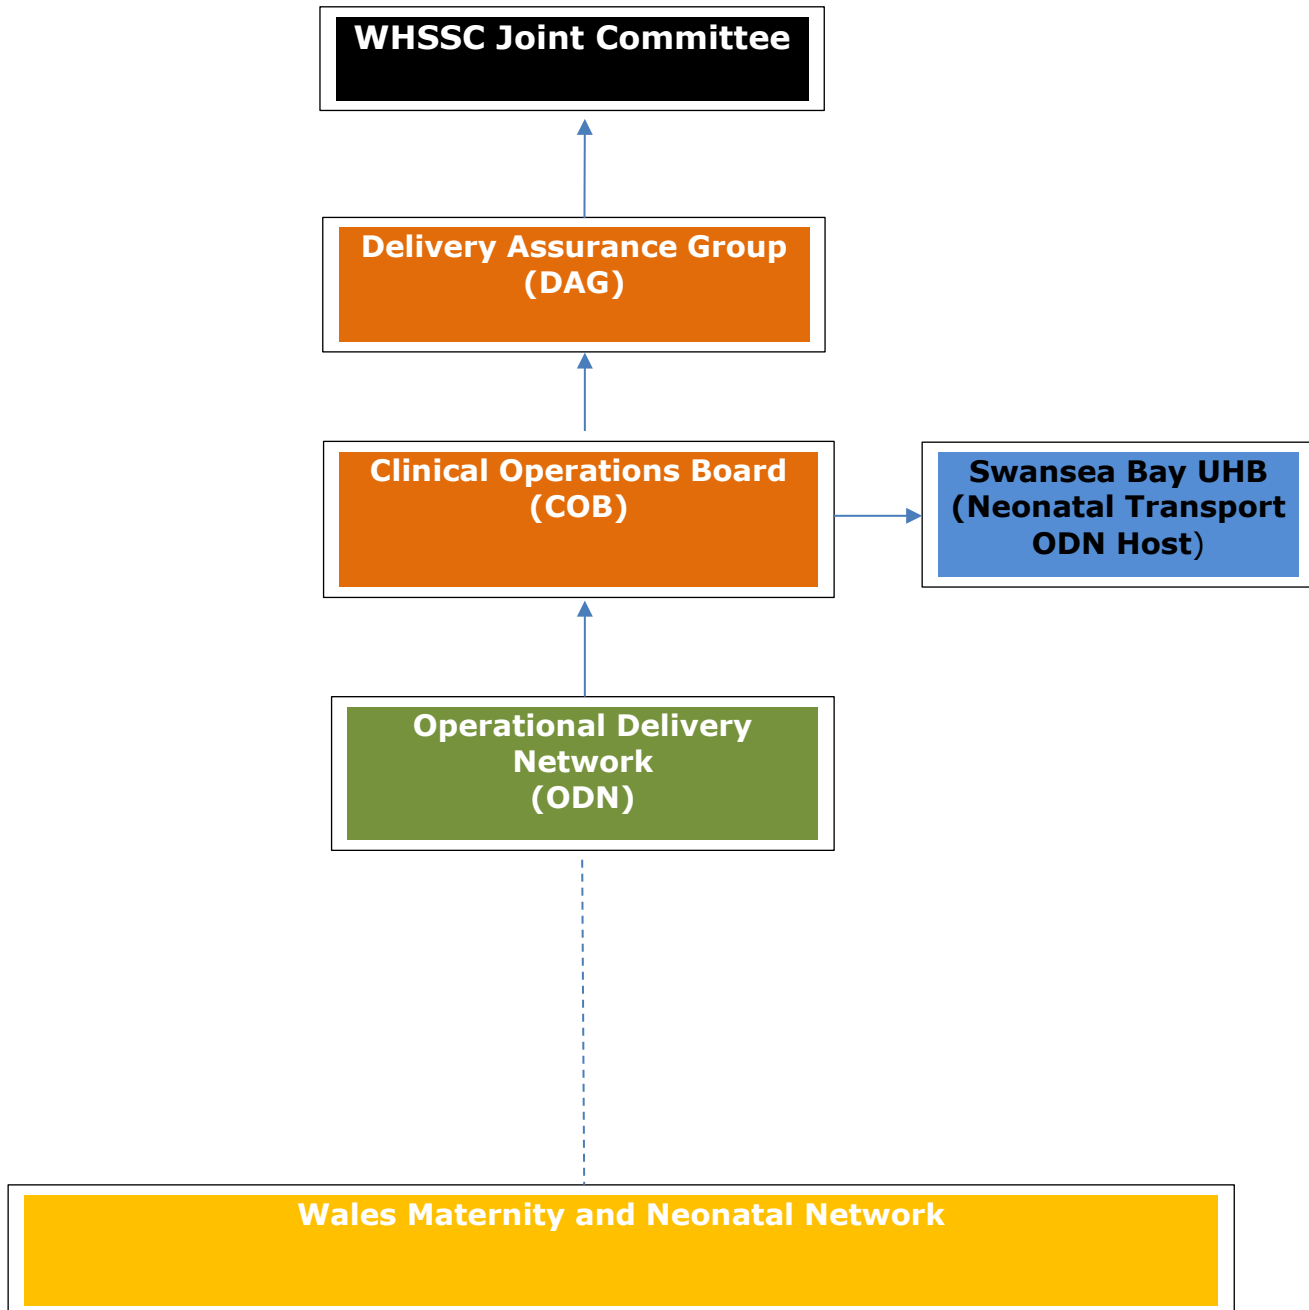 WHSSC Joint Committee
Delivery Assurance Group
(DAG)
Clinical Operations Board
(COB)
Swansea Bay UHB
(Neonatal Transport
ODN Host)
Operational Delivery
Network
(ODN)
Wales Maternity and Neonatal Network